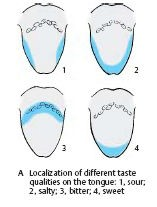 1
2
3
4
A Localization of different taste
qualities on the tongue: 1, sour;
2, salty; 3, bitter; 4, sweet